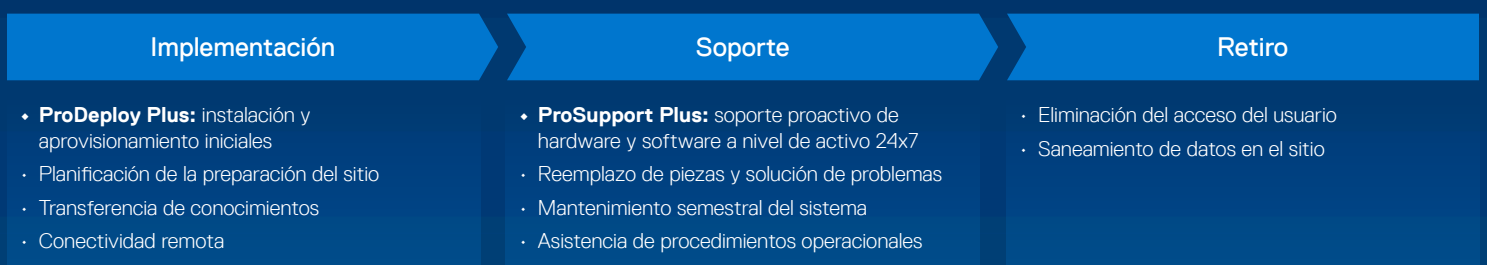 Implementación
• ProDeploy Plus: instalación y
aprovisionamiento iniciales
• Planificación de la preparación del sitio
• Transferencia de conocimientos
• Conectividad remota
Soporte
• ProSupport Plus: soporte proactivo de
hardware y software a nivel de activo 24x7
• Reemplazo de piezas y solución de problemas
• Mantenimiento semestral del sistema
• Asistencia de procedimientos operacionales
Retiro
• Eliminación del acceso del usuario
• Saneamiento de datos en el sitio